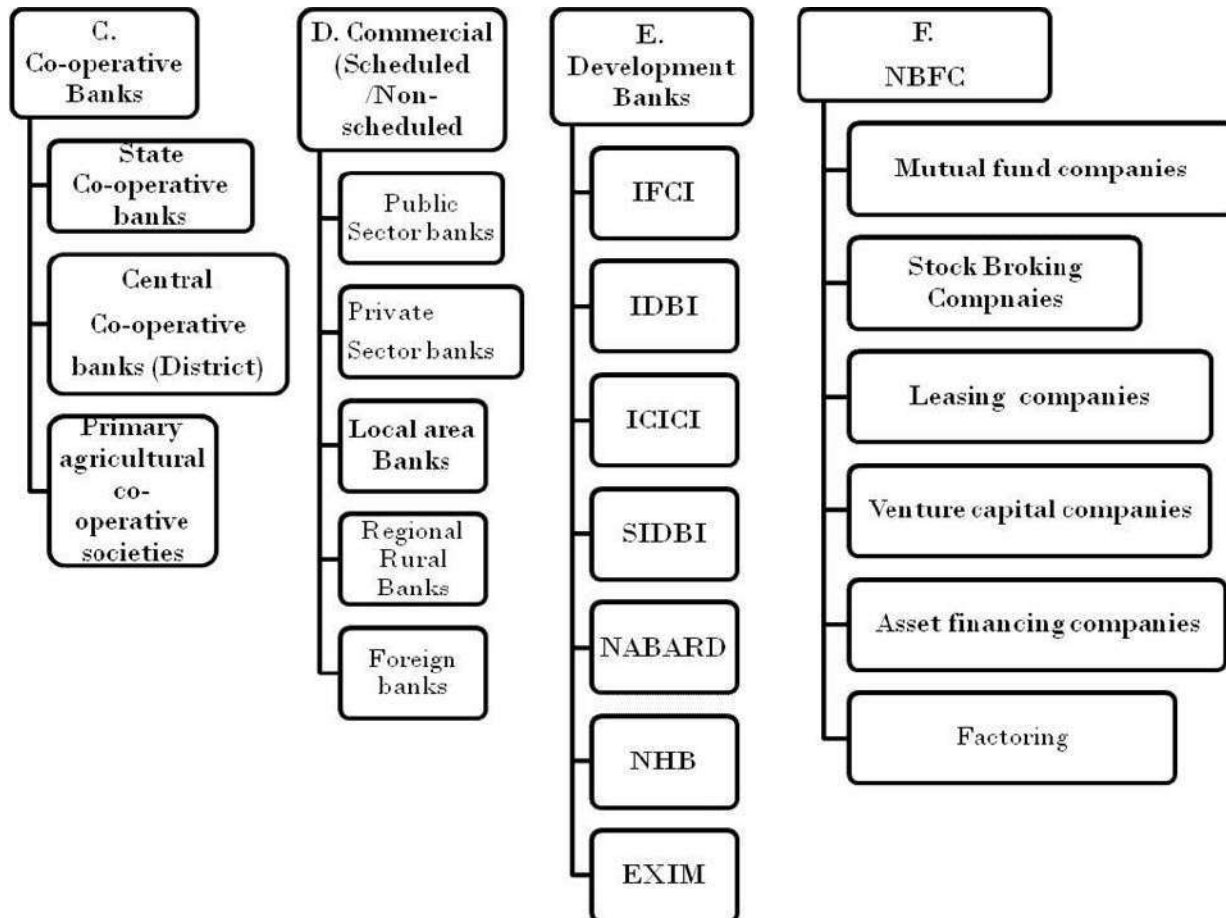 C.
Co-operative
Banks
State
Co-operative
banks
Central
Co-operative
banks (District)
Primary
agricultural
co-
operative
societies
D. Commercial
(Scheduled
/Non-
scheduled
Public
Sector banks
Private
Sector banks
Local area
Banks
Regional
Rural
Banks
Foreign
banks
E.
Development
Banks
IFCI
IDBI
ICICI
SIDBI
NABARD
NHB
EXIM
F.
NBFC
Mutual fund companies
Stock Broking
Compnaies
Leasing companies
Venture capital companies
Asset financing companies
Factoring